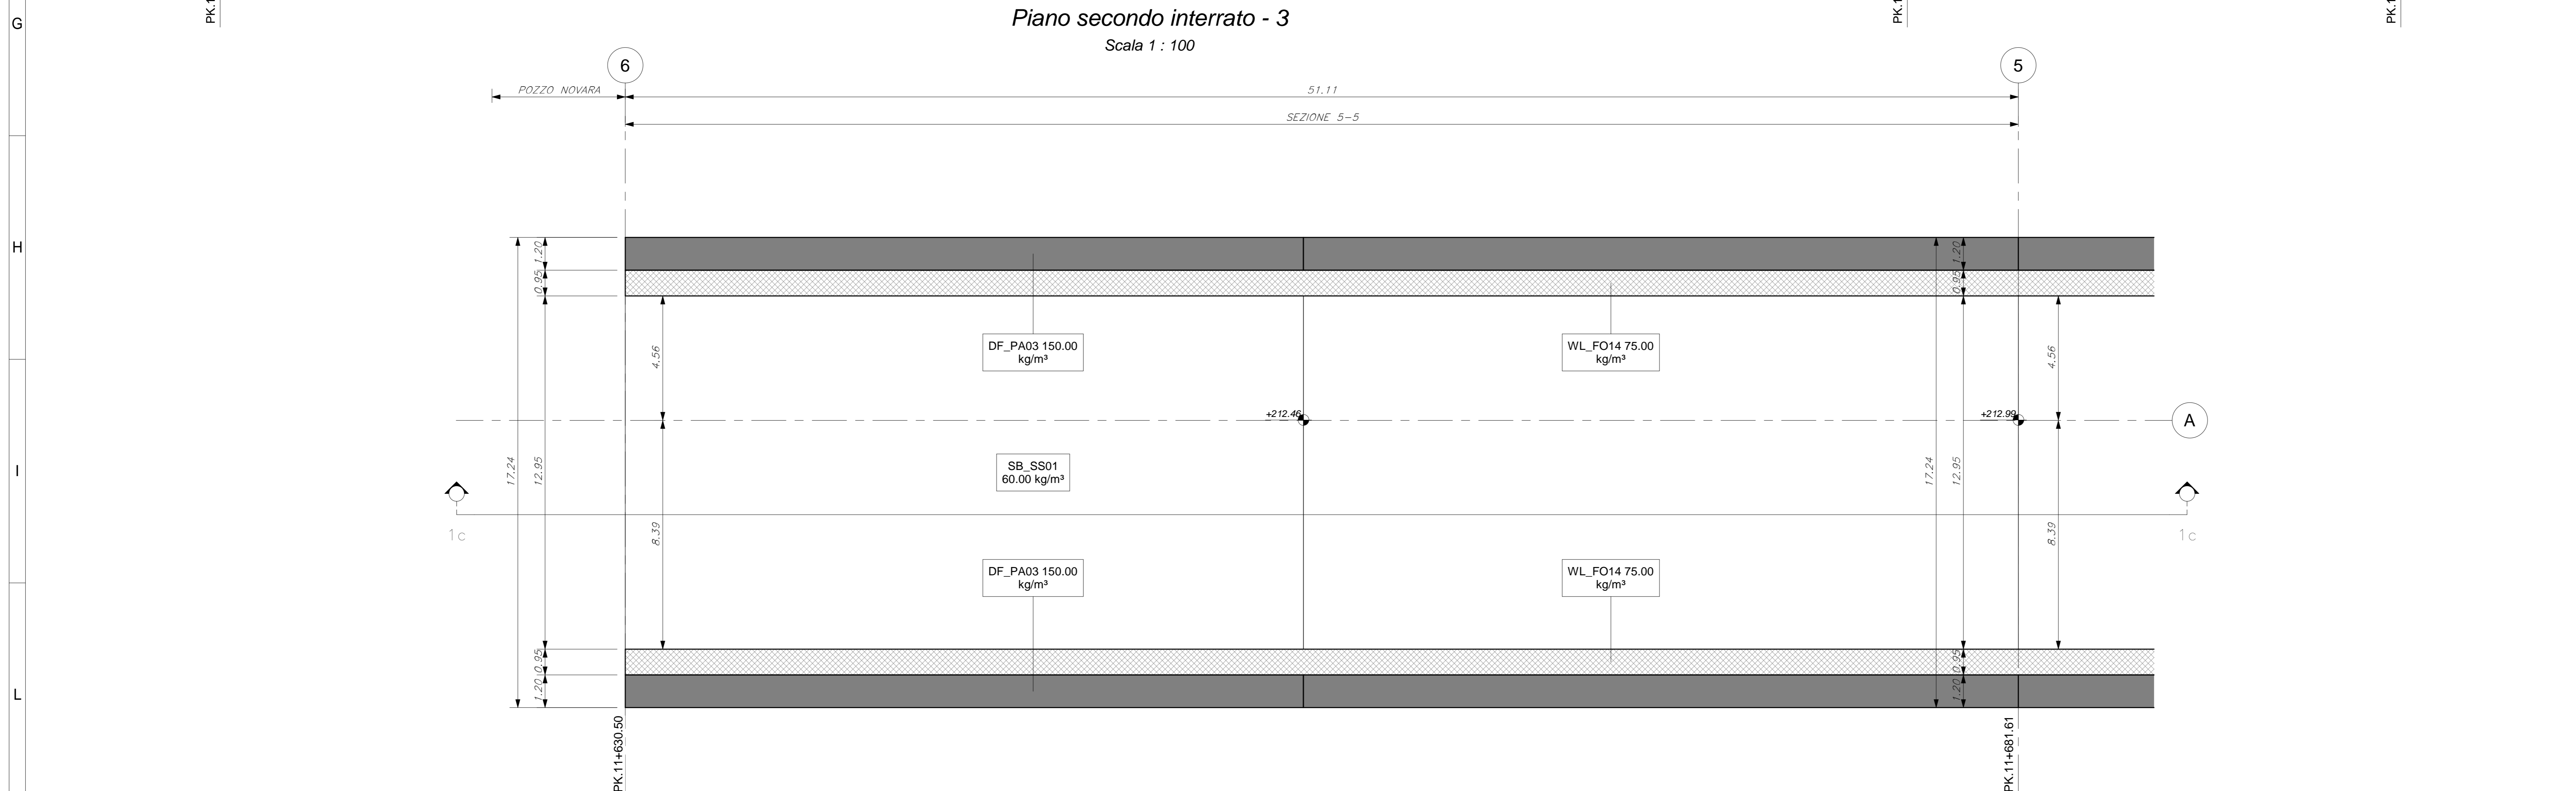 G
PK.1
Piano secondo interrato - 3
Scala 1 : 100
PK.1
PK.1
6
5
POZZO NOVARA
51.11
SEZIONE 5-5
H
1.20
0.95
1.20
0.95
DF_PA03 150.00
kg/m³
WL_FO14 75.00
kg/m³
4.56
4.56
+212.46
+212.99
A
I
17.24
12.95
SB_SS01
60.00 kg/m³
17.24
12.95
1c
8.39
8.39
1c
DF_PA03 150.00
kg/m³
WL_FO14 75.00
kg/m³
L
0.95
1.20
0.95
1.20
PK.11+630.50
PK.11+681.61